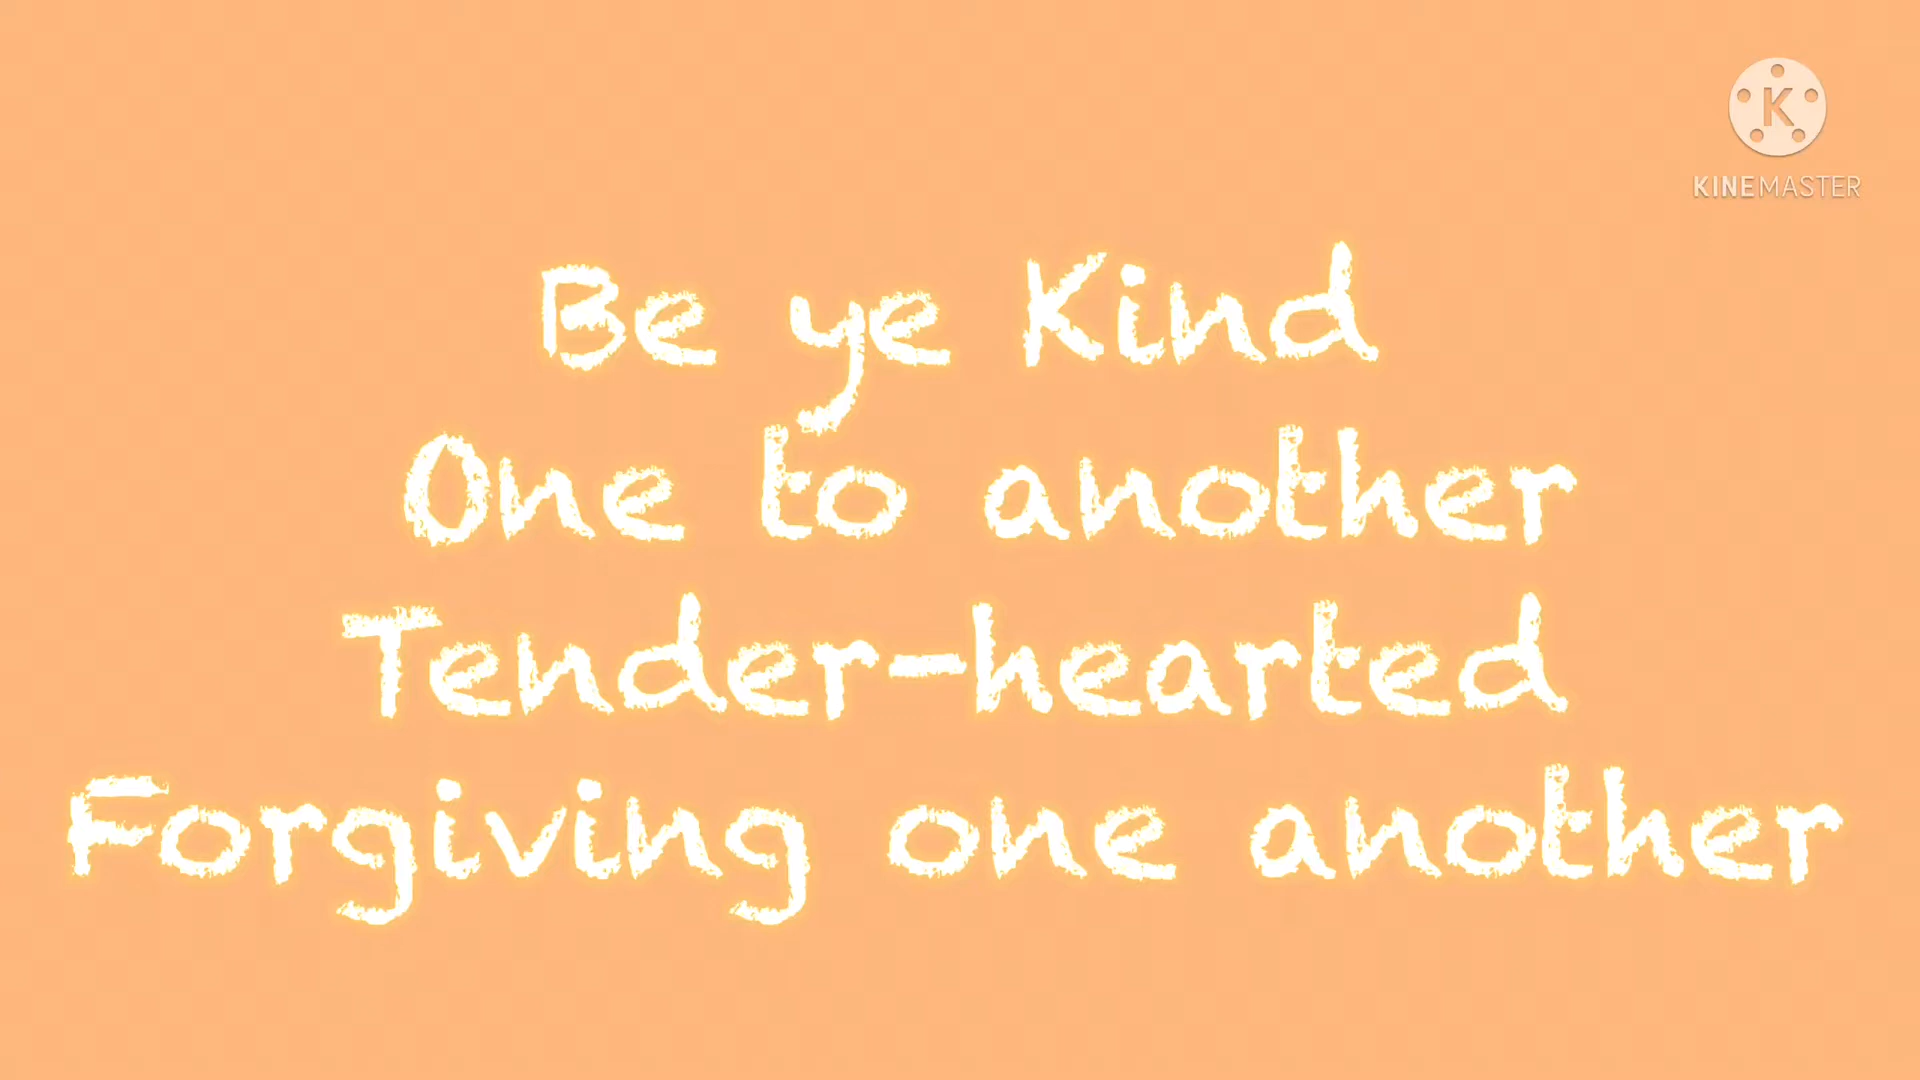 K
KINEMASTER
Be ye Kind
One to another
Tender-hearted
Forgiving one another